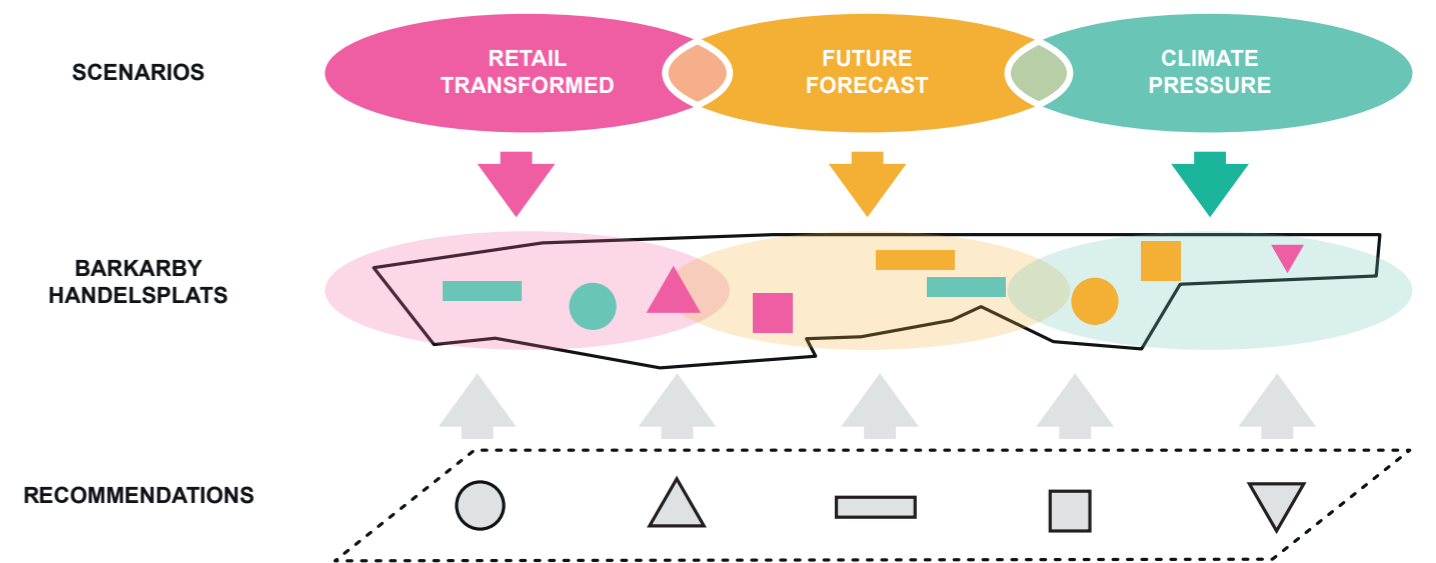 SCENARIOS
RETAIL
TRANSFORMED
FUTURE
FORECAST
CLIMATE
PRESSURE
BARKARBY
HANDELSPLATS
RECOMMENDATIONS